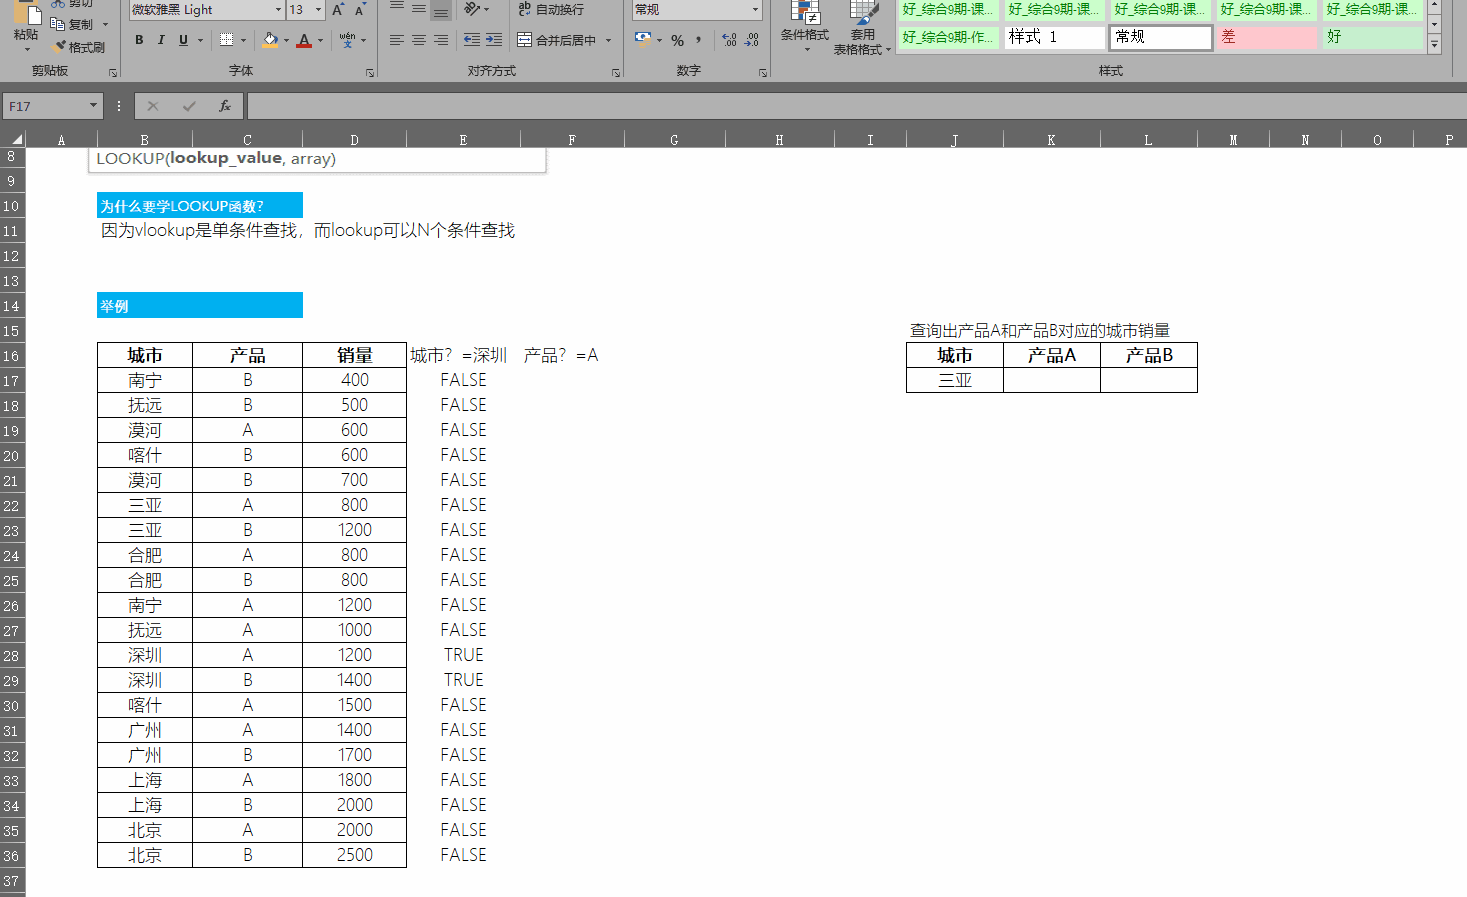 剪切
微软雅黑 Light 13 A A
ab 自动换行
常规
好_综合9期-课... 好_综合9期-课... 好_综合9期-课... 好_综合9期-课... 好_综合9期-课...
粘贴 复制
格式刷
B I U A wén 文
合并后居中
% , .00 .0
条件格式 套用
表格格式
好_综合9期-作... 样式 1 常规 差 好
剪贴板 字体 对齐方式 数字 样式
F17 fx
A B C D E F G H I J K L M N O P
8 LOOKUP(lookup_value, array)
9
10 为什么要学LOOKUP函数？
11 因为vlookup是单条件查找，而lookup可以N个条件查找
12
13
14 举例
15 查询出产品A和产品B对应的城市销量
16 城市 产品 销量 城市？=深圳 产品？=A 城市 产品A 产品B
17 南宁 B 400 FALSE 三亚
18 抚远 B 500 FALSE
19 漠河 A 600 FALSE
20 喀什 B 600 FALSE
21 漠河 B 700 FALSE
22 三亚 A 800 FALSE
23 三亚 B 1200 FALSE
24 合肥 A 800 FALSE
25 合肥 B 800 FALSE
26 南宁 A 1200 FALSE
27 抚远 A 1000 FALSE
28 深圳 A 1200 TRUE
29 深圳 B 1400 TRUE
30 喀什 A 1500 FALSE
31 广州 A 1400 FALSE
32 广州 B 1700 FALSE
33 上海 A 1800 FALSE
34 上海 B 2000 FALSE
35 北京 A 2000 FALSE
36 北京 B 2500 FALSE
37